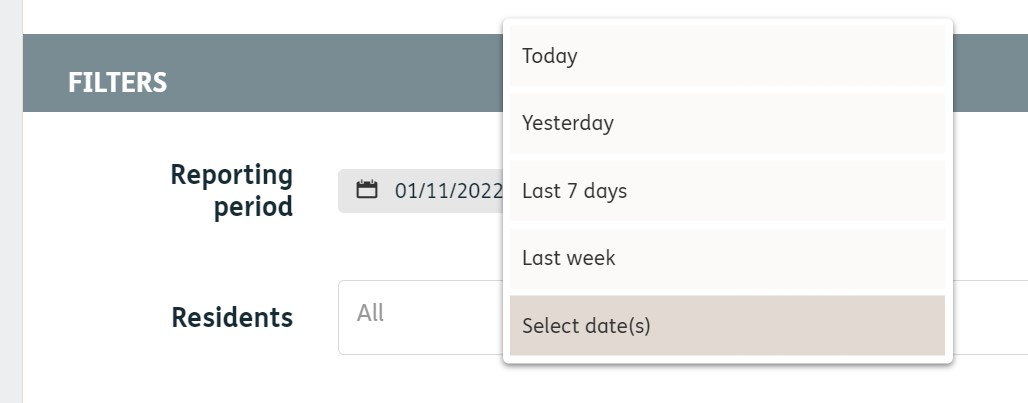 FILTERS
Reporting
period
01/11/2022
Residents
All
Today
Yesterday
Last 7 days
Last week
Select date(s)